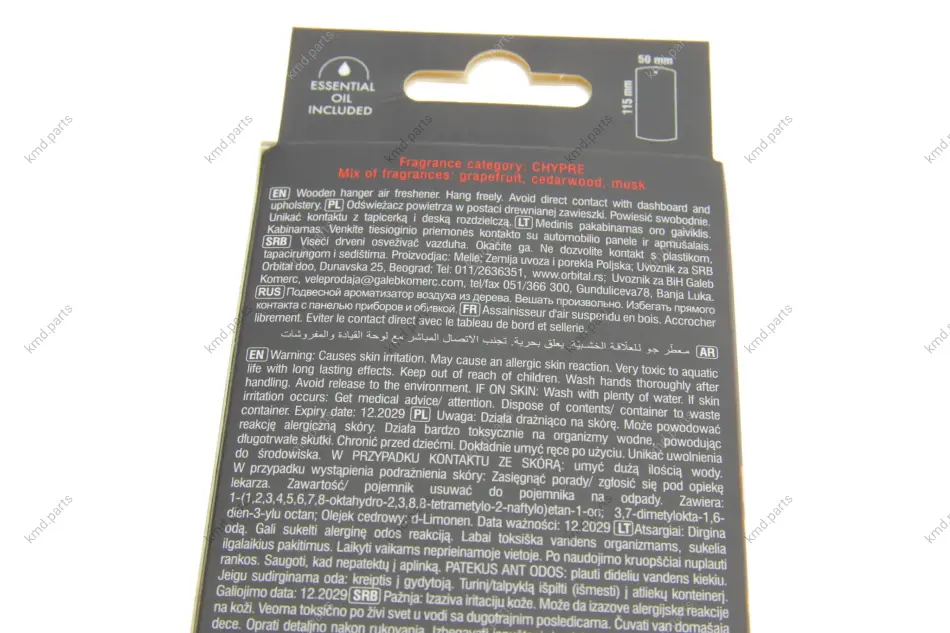 ESSENTIAL
OIL
INCLUDED
50 mm
115 mm
Fragrance category: CHYPRE
Mix of fragrances: grapefruit, cedarwood, musk
EN Wooden hanger air freshener. Hang freely. Avoid direct contact with dashboard and
upholstery. PL Odświeżacz powietrza w postaci drewnianej zawieszki. Powiesić swobodnie.
Unikać kontaktu z tapicerką i deską rozdzielczą. LT Medinis pakabinamas oro gaiviklis.
Kabinamas. Venkite tiesioginio priemonės kontakto su automobilio panele ir apmušalais.
SRB Viseći drveni osveživač vazduha. Okačite ga. Ne dozvolite kontakt s plastikom,
tapacirungom i sedištima. Proizvodjac: Melle; Zemlja uvoza i porekla Poljska; Uvoznik za SRB
Orbital doo, Dunavska 25, Beograd; Tel: 011/2636351, www.orbital.rs; Uvoznik za BiH Galeb
Komerc, veleprodaja@galebkomerc.com, tel/fax 051/366 300, Gunduliceva78, Banja Luka.
RUS Подвесной ароматизатор воздуха из дерева. Вешать произвольно. Избегать прямого
контакта с панелью приборов и обивкой. FR Assainisseur d'air suspendu en bois. Accrocher
librement. Eviter le contact direct avec le tableau de bord et sellerie.
AR معطر جو للعلاقة الخشبية. يعلق بحرية. تجنب الاتصال المباشر مع لوحة القيادة والمفروشات
EN Warning: Causes skin irritation. May cause an allergic skin reaction. Very toxic to aquatic
life with long lasting effects. Keep out of reach of children. Wash hands thoroughly after
handling. Avoid release to the environment. IF ON SKIN: Wash with plenty of water. If skin
irritation occurs: Get medical advice/ attention. Dispose of contents/ container to waste
container. Expiry date: 12.2029 PL Uwaga: Działa drażniąco na skórę. Może powodować
reakcję alergiczną skóry. Działa bardzo toksycznie na organizmy wodne, powodując
długotrwałe skutki. Chronić przed dziećmi. Dokładnie umyć ręce po użyciu. Unikać uwolnienia
do środowiska. W PRZYPADKU KONTAKTU ZE SKÓRĄ: umyć dużą ilością wody.
W przypadku wystąpienia podrażnienia skóry: Zasięgnąć porady/ zgłosić się pod opiekę
lekarza. Zawartość/ pojemnik usuwać do pojemnika na odpady. Zawiera:
1-(1,2,3,4,5,6,7,8-oktahydro-2,3,8,8-tetrametylo-2-naftylo)etan-1-on; 3,7-dimetylokta-1,6-
dien-3-ylu octan; Olejek cedrowy; d-Limonen. Data ważności: 12.2029 LT Atsargiai: Dirgina
odą. Gali sukelti alerginę odos reakciją. Labai toksiška vandens organizmams, sukelia
ilgalaikius pakitimus. Laikyti vaikams neprieinamoje vietoje. Po naudojimo kruopščiai nuplauti
rankos. Saugoti, kad nepatektų į aplinką. PATEKUS ANT ODOS: plauti dideliu vandens kiekiu.
Jeigu sudirginama oda: kreiptis į gydytoją. Turinį/talpyklą išpilti (išmesti) į atliekų konteinerį.
Galiojimo data: 12.2029 SRB Pažnja: Izaziva iritaciju kože. Može da izazove alergijske reakcije
na koži. Veoma toksično po živi svet u vodi sa dugotrajnim posledicama. Čuvati van domašaja
dece. Oprati detaljno nakon rukovanja.
kmd.parts